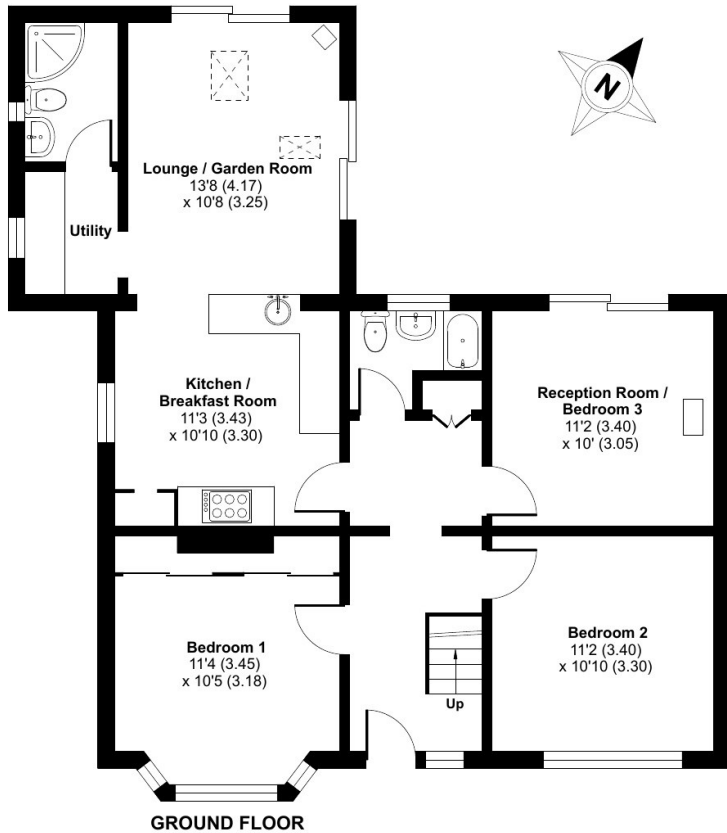 N
Lounge / Garden Room
13'8 (4.17)
x 10'8 (3.25)
Utility
Kitchen /
Breakfast Room
11'3 (3.43)
x 10'10 (3.30)
Reception Room /
Bedroom 3
11'2 (3.40)
x 10' (3.05)
Bedroom 1
11'4 (3.45)
x 10'5 (3.18)
Bedroom 2
11'2 (3.40)
x 10'10 (3.30)
Up
GROUND FLOOR